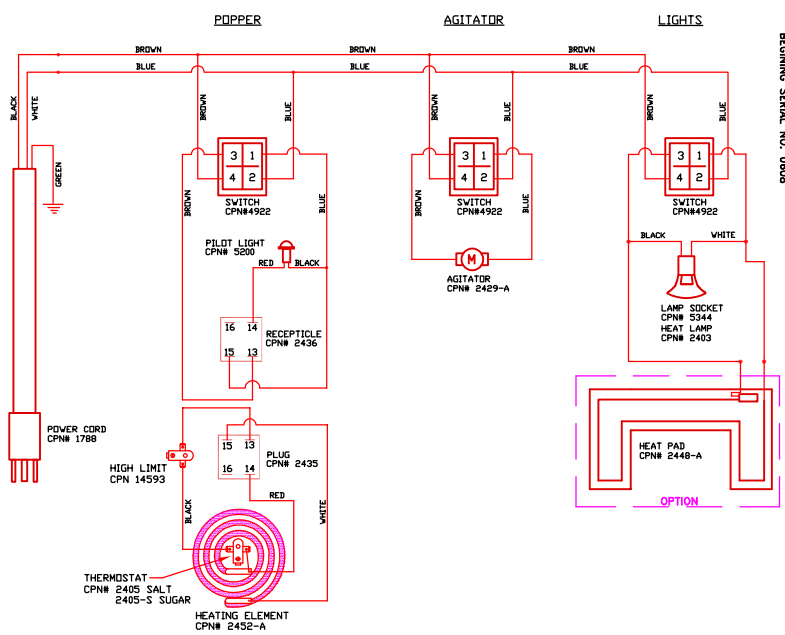 POPPER
AGITATOR
LIGHTS
BROWN
BROWN
BROWN
BLUE
BLUE
BLUE
BLACK
WHITE
GREEN
BROWN
BLUE
BROWN
BLUE
BROWN
BLUE
3 1
4 2
3 1
4 2
3 1
4 2
SWITCH
CPN#4922
SWITCH
CPN#4922
SWITCH
CPN#4922
BROWN
BLUE
BROWN
BLUE
BLACK
WHITE
PILOT LIGHT
CPN# 5200
RED
BLACK
M
AGITATOR
CPN# 2429-A
LAMP SOCKET
CPN# 5344
HEAT LAMP
CPN# 2403
16 14
15 13
RECEPTICLE
CPN# 2436
POWER CORD
CPN# 1788
15 13
16 14
PLUG
CPN# 2435
HIGH LIMIT
CPN 14593
RED
BLACK
WHITE
HEAT PAD
CPN# 2448-A
OPTION
THERMOSTAT
CPN# 2405 SALT
2405-S SUGAR
HEATING ELEMENT
CPN# 2452-A
SERIAL NO.